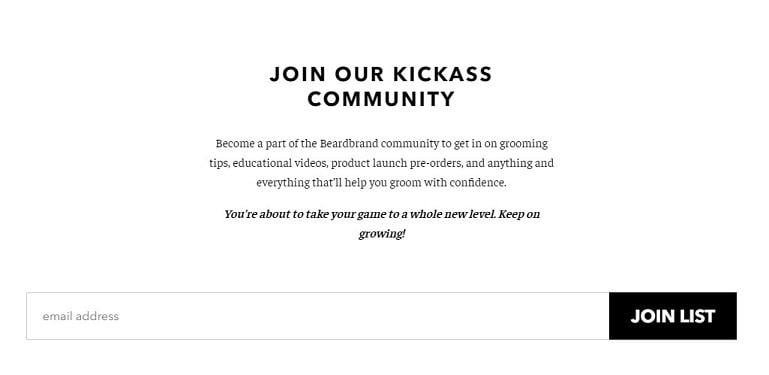 JOIN OUR KICKASS
COMMUNITY
Become a part of the Beardbrand community to get in on grooming
tips, educational videos, product launch pre-orders, and anything and
everything that'll help you groom with confidence.
You're about to take your game to a whole new level. Keep on
growing!
email address
JOIN LIST